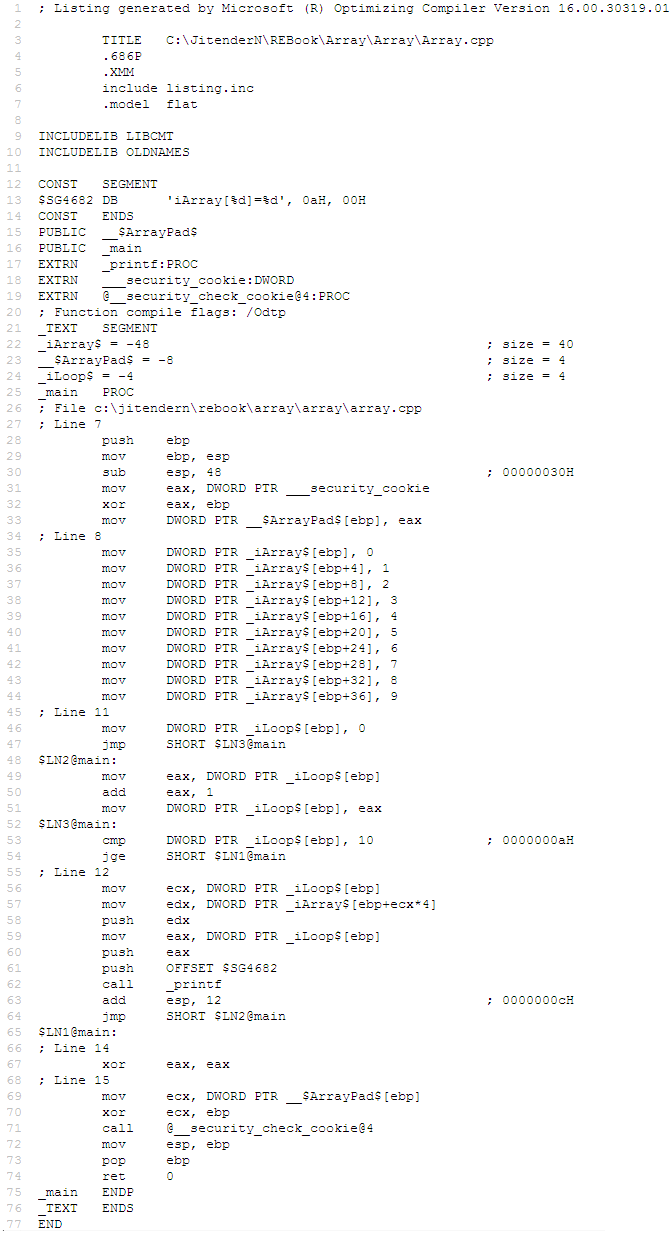 1 ; Listing generated by Microsoft (R) Optimizing Compiler Version 16.00.30319.01
2
3 TITLE C:\JitenderN\REBook\Array\Array\Array.cpp
4 .686P
5 .XMM
6 include listing.inc
7 .model flat
8
9 INCLUDELIB LIBCMT
10 INCLUDELIB OLDNAMES
11
12 CONST SEGMENT
13 $SG4682 DB 'iArray[%d]=%d', 0aH, 00H
14 CONST ENDS
15 PUBLIC __$ArrayPad$
16 PUBLIC _main
17 EXTRN _printf:PROC
18 EXTRN ___security_cookie:DWORD
19 EXTRN @__security_check_cookie@4:PROC
20 ; Function compile flags: /Odtp
21 _TEXT SEGMENT
22 _iArray$ = -48 ; size = 40
23 __$ArrayPad$ = -8 ; size = 4
24 _iLoop$ = -4 ; size = 4
25 _main PROC
26 ; File c:\jitendern\rebook\array\array\array.cpp
27 ; Line 7
28 push ebp
29 mov ebp, esp
30 sub esp, 48 ; 00000030H
31 mov eax, DWORD PTR ___security_cookie
32 xor eax, ebp
33 mov DWORD PTR __$ArrayPad$[ebp], eax
34 ; Line 8
35 mov DWORD PTR _iArray$[ebp], 0
36 mov DWORD PTR _iArray$[ebp+4], 1
37 mov DWORD PTR _iArray$[ebp+8], 2
38 mov DWORD PTR _iArray$[ebp+12], 3
39 mov DWORD PTR _iArray$[ebp+16], 4
40 mov DWORD PTR _iArray$[ebp+20], 5
41 mov DWORD PTR _iArray$[ebp+24], 6
42 mov DWORD PTR _iArray$[ebp+28], 7
43 mov DWORD PTR _iArray$[ebp+32], 8
44 mov DWORD PTR _iArray$[ebp+36], 9
45 ; Line 11
46 mov DWORD PTR _iLoop$[ebp], 0
47 jmp SHORT $LN3@main
48 $LN2@main:
49 mov eax, DWORD PTR _iLoop$[ebp]
50 add eax, 1
51 mov DWORD PTR _iLoop$[ebp], eax
52 $LN3@main:
53 cmp DWORD PTR _iLoop$[ebp], 10 ; 0000000aH
54 jge SHORT $LN1@main
55 ; Line 12
56 mov ecx, DWORD PTR _iLoop$[ebp]
57 mov edx, DWORD PTR _iArray$[ebp+ecx*4]
58 push edx
59 mov eax, DWORD PTR _iLoop$[ebp]
60 push eax
61 push OFFSET $SG4682
62 call _printf
63 add esp, 12 ; 0000000cH
64 jmp SHORT $LN2@main
65 $LN1@main:
66 ; Line 14
67 xor eax, eax
68 ; Line 15
69 mov ecx, DWORD PTR __$ArrayPad$[ebp]
70 xor ecx, ebp
71 call @__security_check_cookie@4
72 mov esp, ebp
73 pop ebp
74 ret 0
75 _main ENDP
76 _TEXT ENDS
77 END